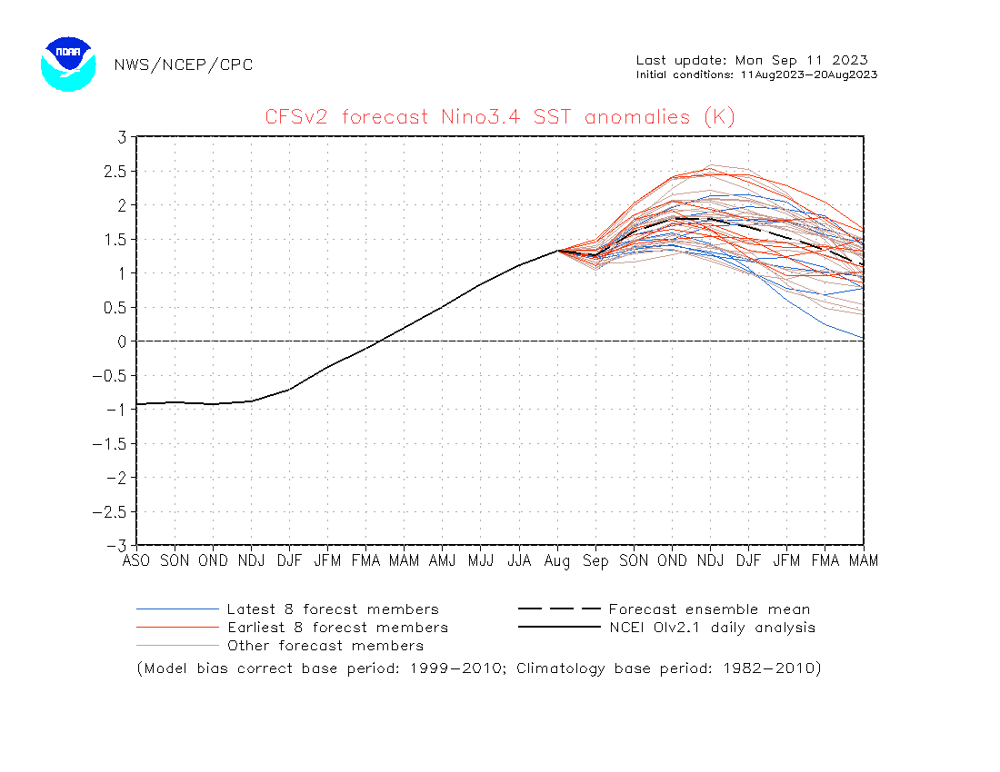 NOAA
NWS/NCEP/CPC
Last update: Mon Sep 11 2023
Initial conditions: 11Aug2023-20Aug2023
CFSv2 forecast Nino3.4 SST anomalies (K)
3
2.5
2
1.5
1
0.5
0
-0.5
-1
-1.5
-2
-2.5
-3
ASO SON OND NDJ DJF JFM FMA MAM AMJ MJJ JJA Aug Sep SON OND NDJ DJF JFM FMA MAM
Latest 8 forecst members
Earliest 8 forecst members
Other forecast members
Forecast ensemble mean
NCEI OIv2.1 daily analysis
(Model bias correct base period: 1999-2010; Climatology base period: 1982-2010)